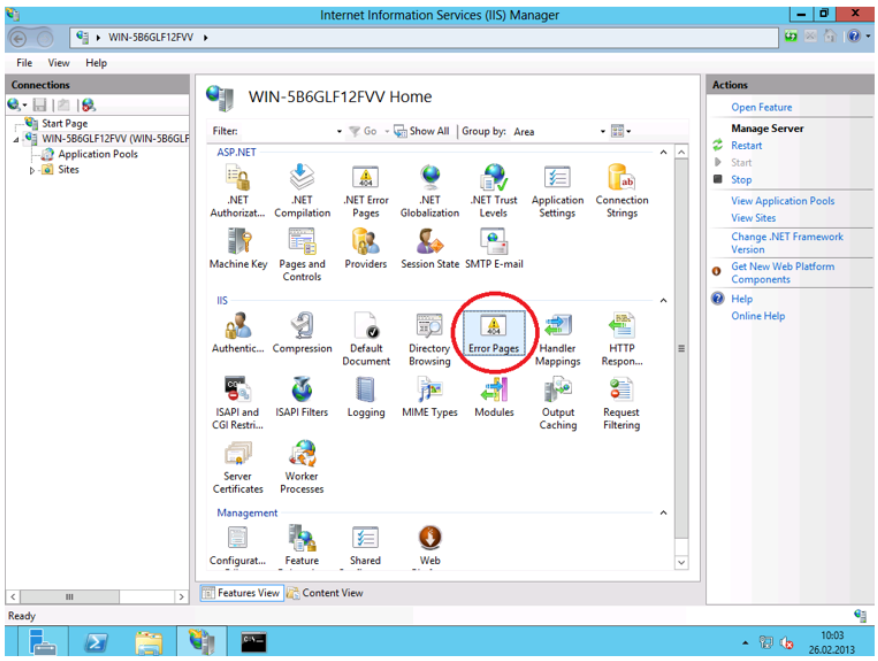 Internet Information Services (IIS) Manager
WIN-5B6GLF12FVV
File View Help
Connections
Start Page
WIN-5B6GLF12FVV (WIN-5B6GLF
Application Pools
Sites
WIN-5B6GLF12FVV Home
Filter: Go Show All Group by: Area
ASP.NET
.NET Authorizat...
.NET Compilation
.NET Error Pages
.NET Globalization
.NET Trust Levels
Application Settings
Connection Strings
Machine Key
Pages and Controls
Providers
Session State
SMTP E-mail
IIS
Authentic...
Compression
Default Document
Directory Browsing
Error Pages
Handler Mappings
HTTP Respon...
ISAPI and CGI Restri...
ISAPI Filters
Logging
MIME Types
Modules
Output Caching
Request Filtering
Server Certificates
Worker Processes
Management
Configurat...
Feature
Shared
Web
Features View Content View
Actions
Open Feature
Manage Server
Restart
Start
Stop
View Application Pools
View Sites
Change .NET Framework
Version
Get New Web Platform
Components
Help
Online Help
Ready
10:03
26.02.2013